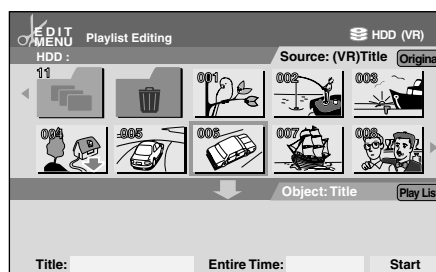 EDIT
MENU
Playlist Editing
HDD (VR)
HDD :
Source: (VR)Title
Origina
11
001
002
003
004
005
006
007
008
Object: Title
Play Lis
Title:
Entire Time:
Start